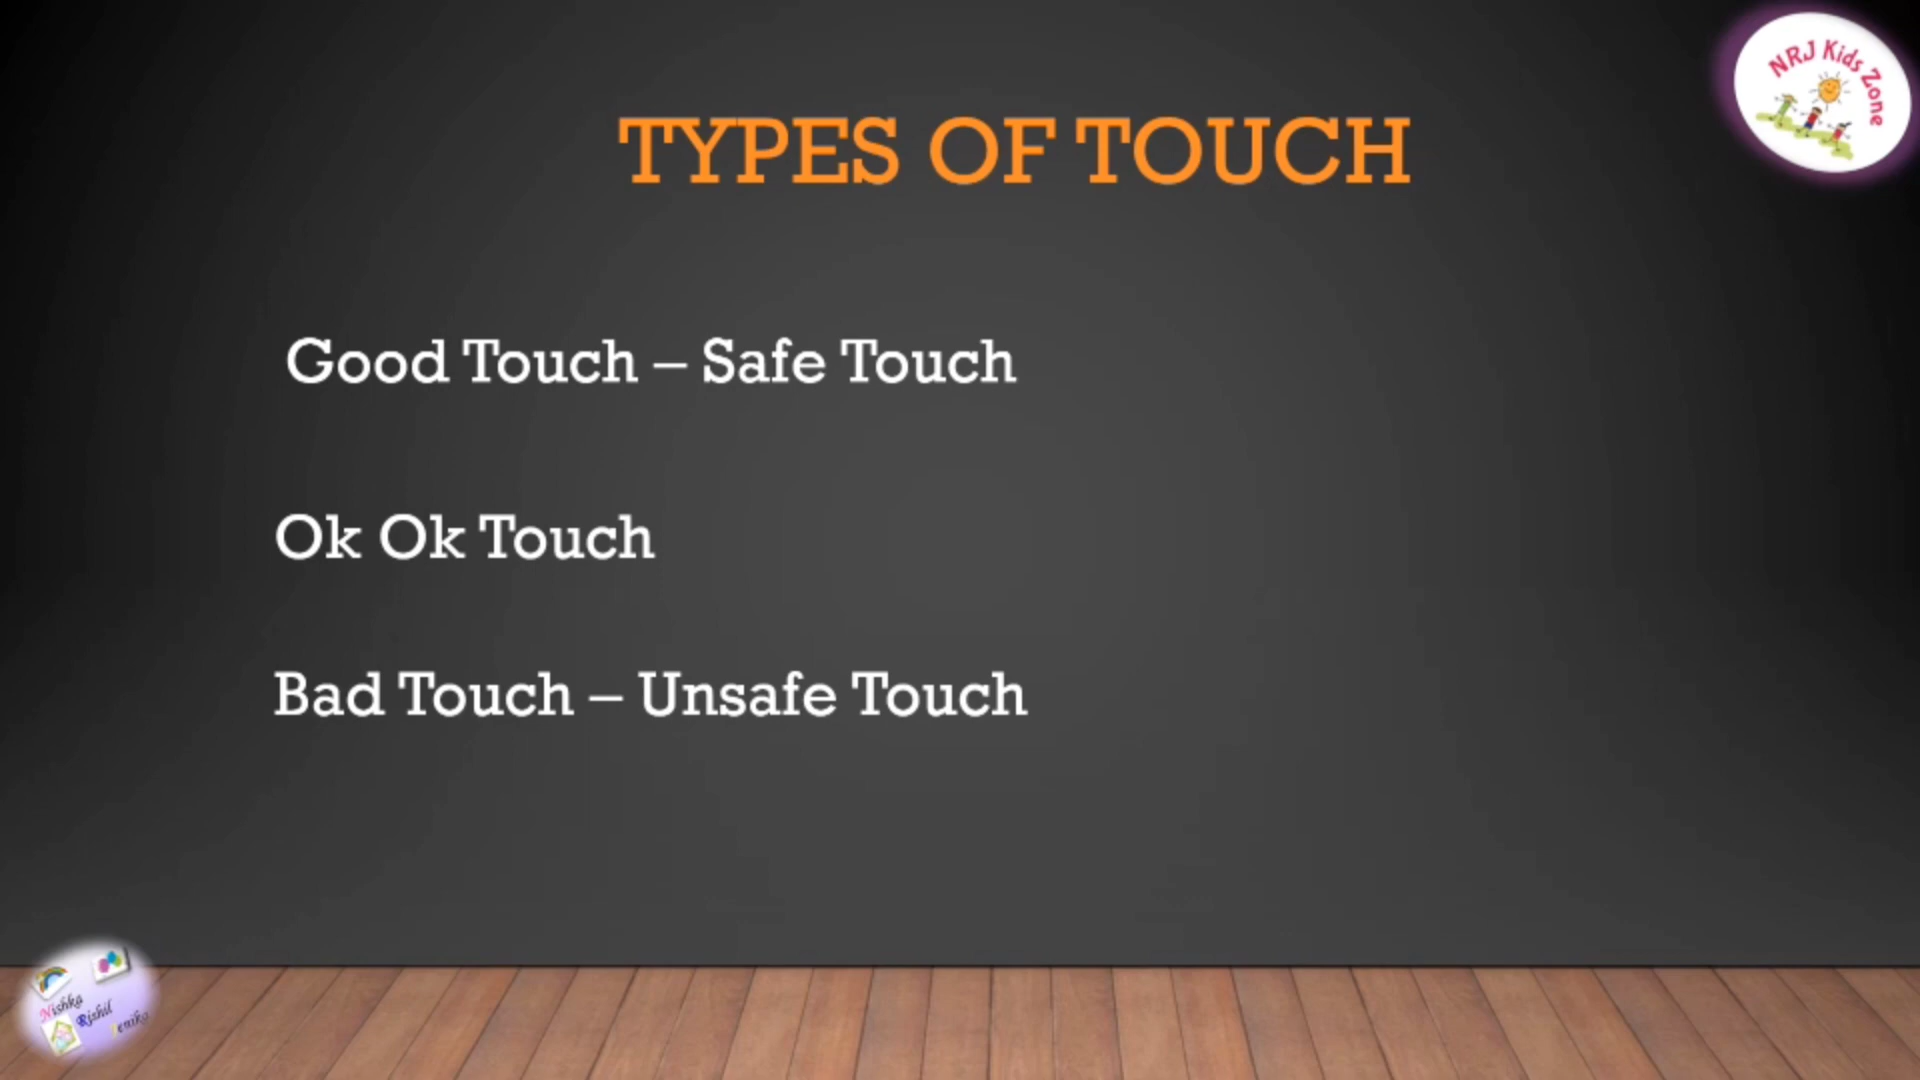 NRJ Kids Zone
TYPES OF TOUCH
Good Touch – Safe Touch
Ok Ok Touch
Bad Touch – Unsafe Touch
Nishka
Rishil